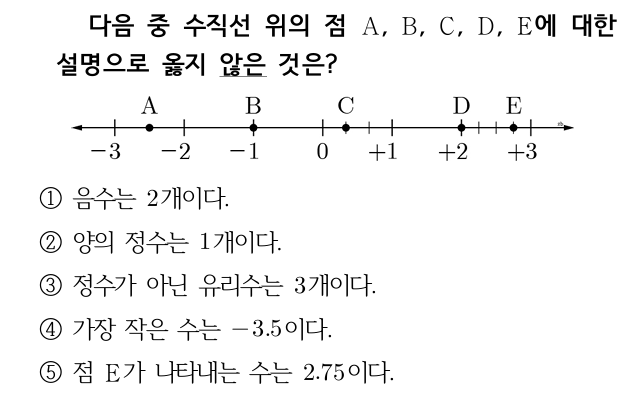 다음 중 수직선 위의 점 A, B, C, D, E에 대한
설명으로 옳지 않은 것은?
A B C D E
−3 −2 −1 0 +1 +2 +3
① 음수는 2개이다.
② 양의 정수는 1개이다.
③ 정수가 아닌 유리수는 3개이다.
④ 가장 작은 수는 −3.5이다.
⑤ 점 E가 나타내는 수는 2.75이다.